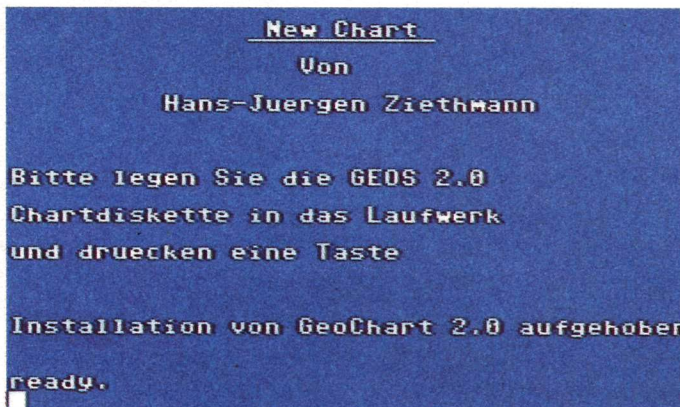 New Chart
Von
Hans-Juergen Ziethmann
Bitte legen Sie die GEOS 2.0
Chartdiskette in das Laufwerk
und druecken eine Taste
Installation von GeoChart 2.0 aufgehoben
ready.